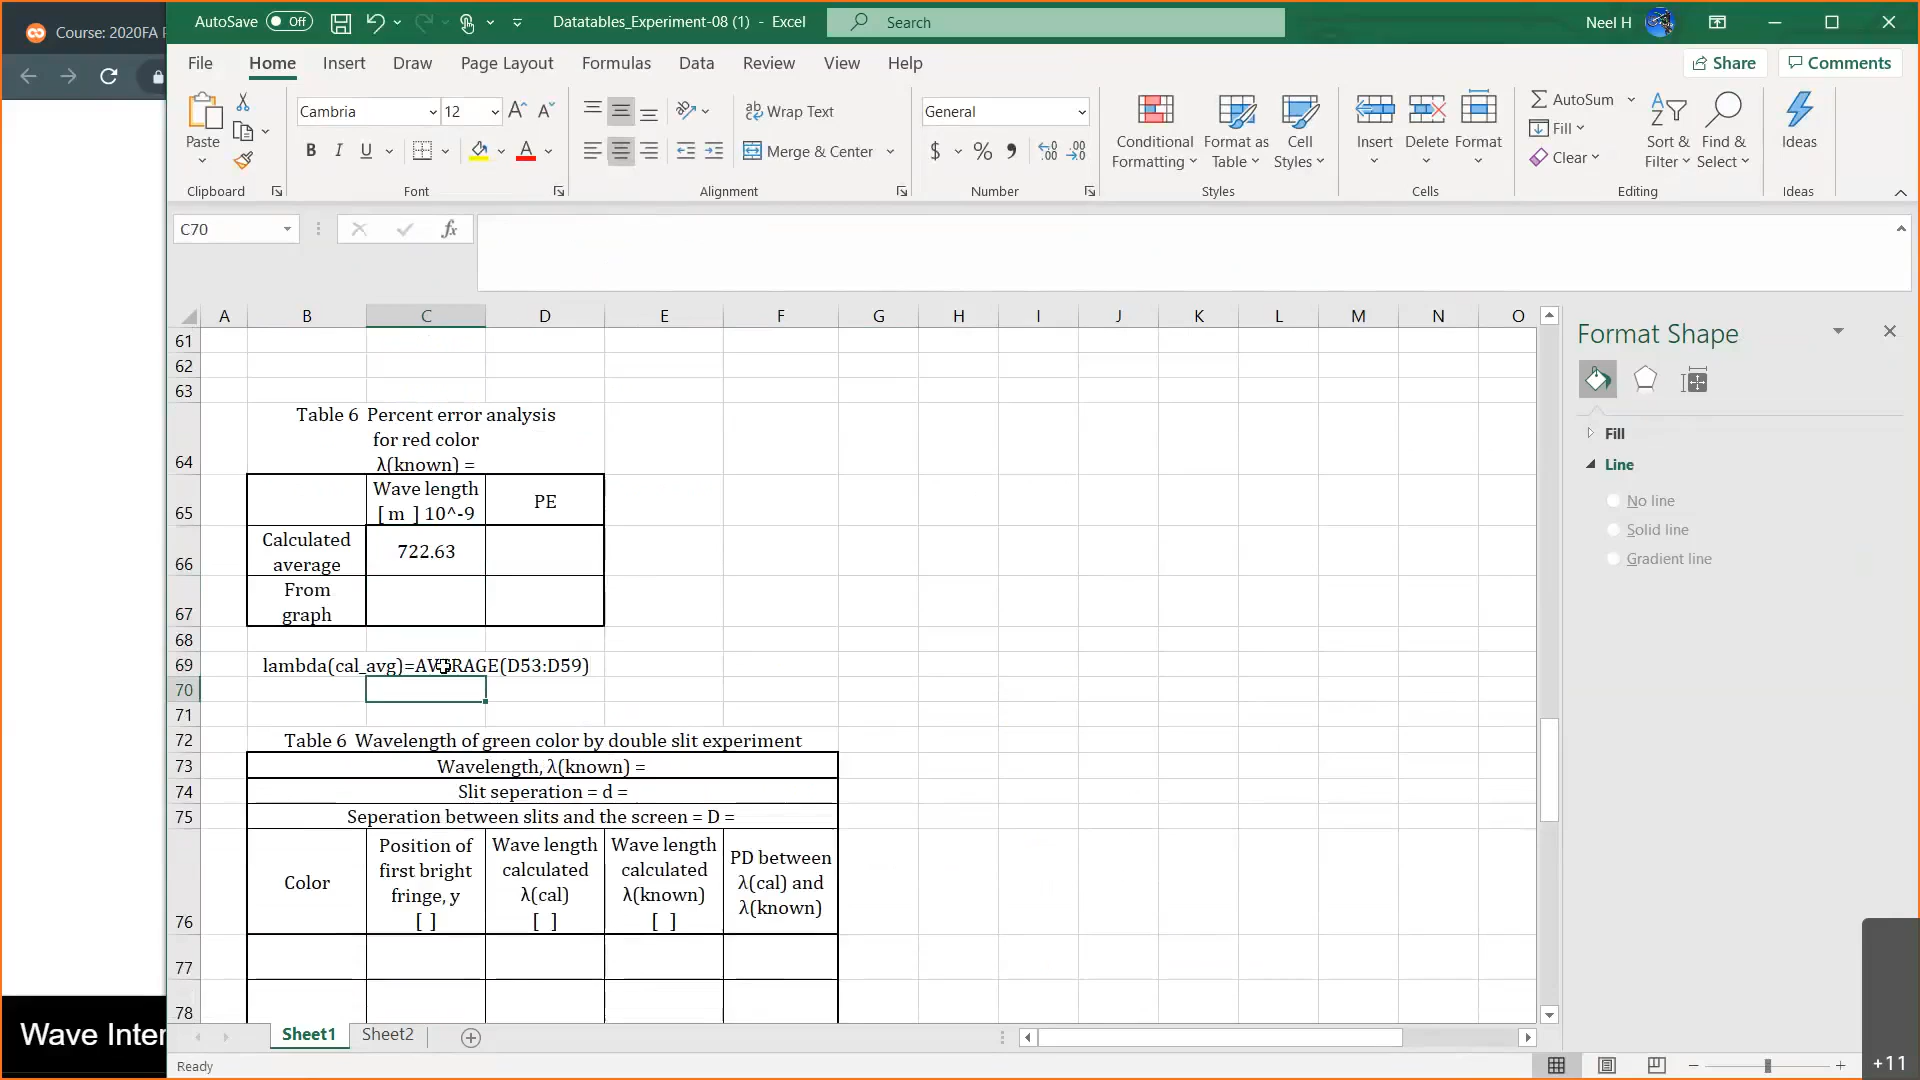 Course: 2020FA
AutoSave Off
Datatables_Experiment-08 (1) - Excel
Search
Neel H
File Home Insert Draw Page Layout Formulas Data Review View Help
Share
Comments
Paste
Clipboard
Cambria 12
B I U
Font
Wrap Text
Merge & Center
Alignment
General
$ % 9
Number
Conditional Formatting
Format as Table
Cell Styles
Styles
Insert
Delete
Format
Cells
AutoSum
Fill
Clear
Sort & Filter
Find & Select
Editing
Ideas
Ideas
C70
fx
A B C D E F G H I J K L M N O
61
62
63
64
Table 6 Percent error analysis
for red color
λ(known) =
65
Wave length
[ m ] 10^-9
PE
66
Calculated
average
722.63
67
From
graph
68
69
lambda(cal_avg)=AVERAGE(D53:D59)
70
71
72
Table 6 Wavelength of green color by double slit experiment
73
Wavelength, λ(known) =
74
Slit seperation = d =
75
Seperation between slits and the screen = D =
76
Color
Position of
first bright
fringe, y
[ ]
Wave length
calculated
λ(cal)
[ ]
Wave length
calculated
λ(known)
[ ]
PD between
λ(cal) and
λ(known)
77
78
Format Shape
Fill
Line
No line
Solid line
Gradient line
Wave Inter
Sheet1
Sheet2
Ready
+11